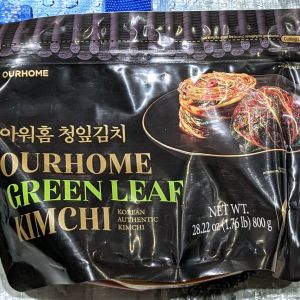 OURHOME
아워홈 청잎김치
OURHOME
GREEN LEAF
KIMCHI
KOREAN
AUTHENTIC
KIMCHI
NET WT.
28.22 oz (1.76 lb) 800 g